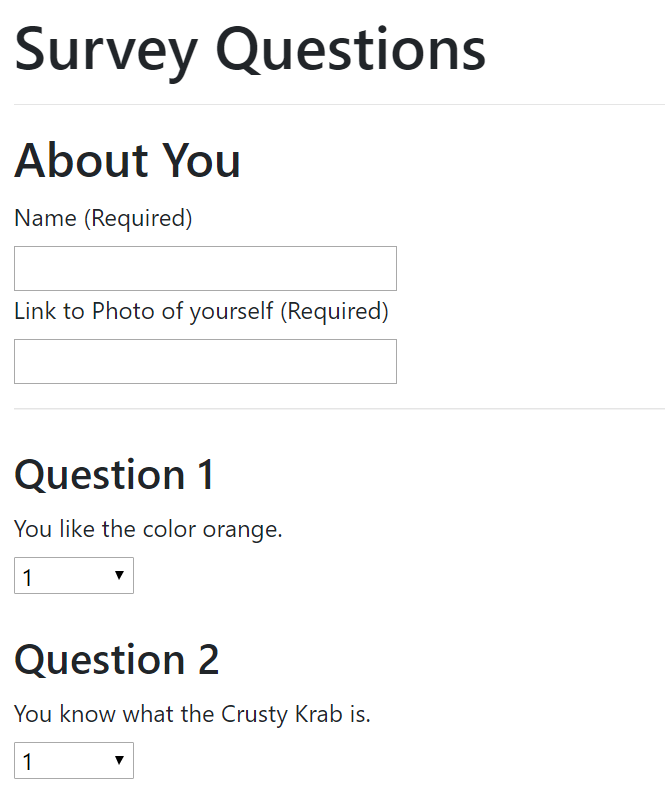 Survey Questions
About You
Name (Required)
Link to Photo of yourself (Required)
Question 1
You like the color orange.
1
Question 2
You know what the Crusty Krab is.
1